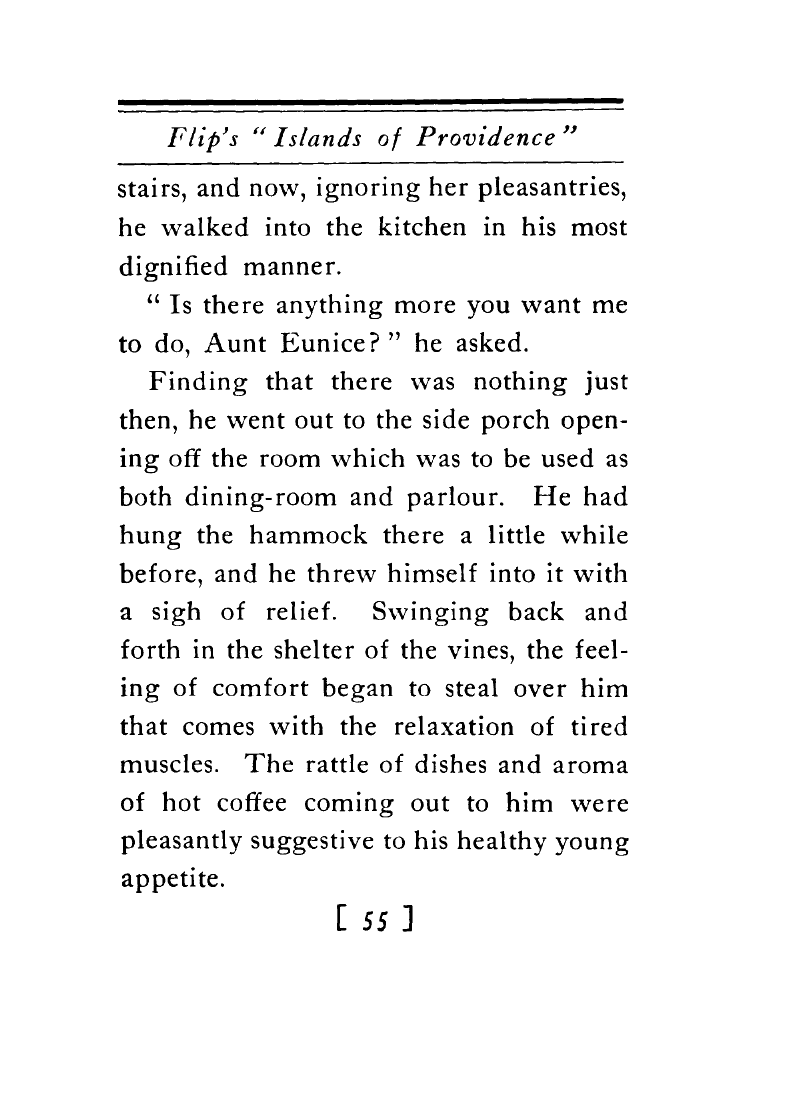 Flip's “ Islands of Providence ”
stairs, and now, ignoring her pleasantries,
he walked into the kitchen in his most
dignified manner.
“ Is there anything more you want me
to do, Aunt Eunice? ” he asked.
Finding that there was nothing just
then, he went out to the side porch open-
ing off the room which was to be used as
both dining-room and parlour. He had
hung the hammock there a little while
before, and he threw himself into it with
a sigh of relief. Swinging back and
forth in the shelter of the vines, the feel-
ing of comfort began to steal over him
that comes with the relaxation of tired
muscles. The rattle of dishes and aroma
of hot coffee coming out to him were
pleasantly suggestive to his healthy young
appetite.
[ 55 ]